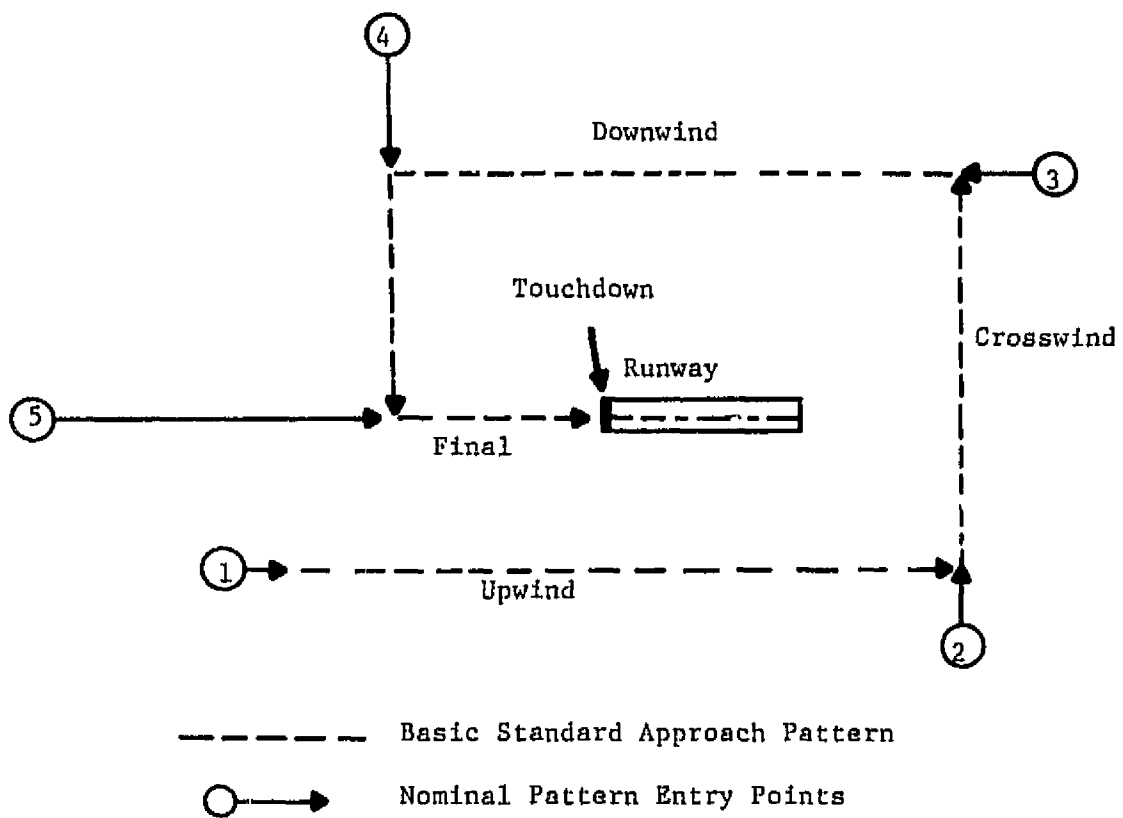 4
Downwind
3
Touchdown
Crosswind
Runway
5
Final
1
Upwind
2
Basic Standard Approach Pattern
Nominal Pattern Entry Points